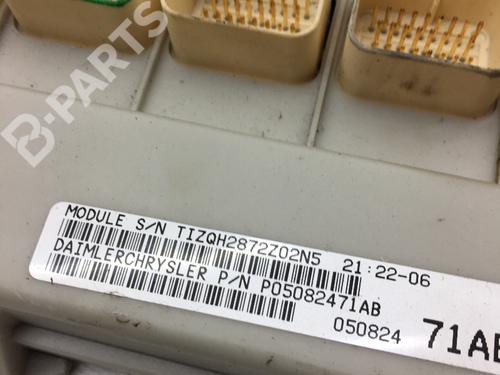 B-PARTS
MODULE S/N TIZQH2872Z02N5 21:22-06
DAIMLERCHRYSLER P/N P05082471AB
050824 71AB